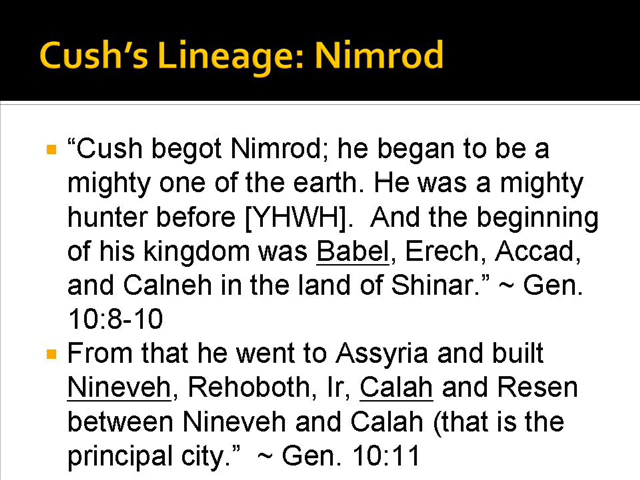 Cush's Lineage: Nimrod
"Cush begot Nimrod; he began to be a
mighty one of the earth. He was a mighty
hunter before [YHWH].  And the beginning
of his kingdom was Babel, Erech, Accad,
and Calneh in the land of Shinar." ~ Gen.
10:8-10
From that he went to Assyria and built
Nineveh, Rehoboth, Ir, Calah and Resen
between Nineveh and Calah (that is the
principal city."  ~ Gen. 10:11